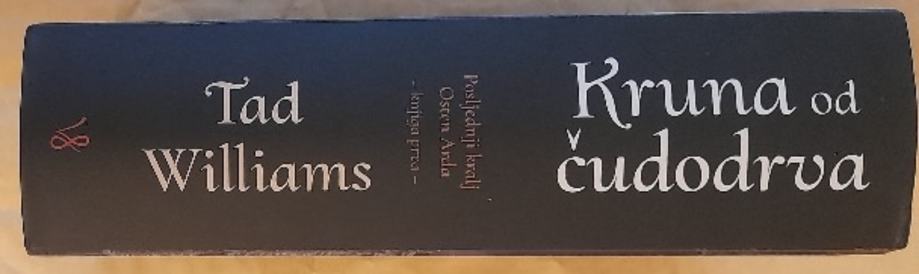 Tad
Williams
Posljednji kralj
Osten Arda
- knjiga prva -
Kruna od
čudodrva